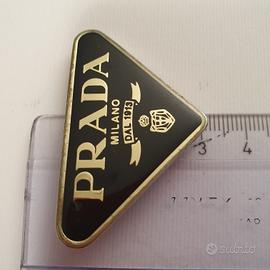 PRADA
MILANO
DAL 1913
3 4
subito